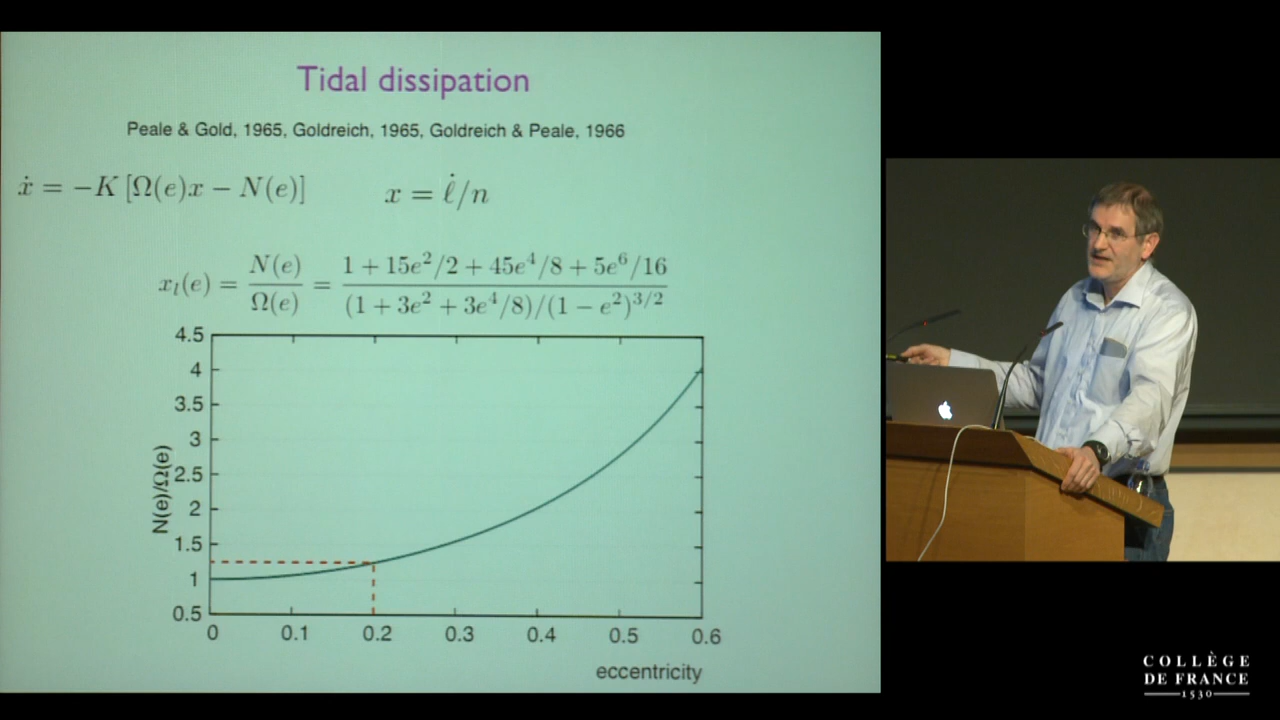 Tidal dissipation
Peale & Gold, 1965, Goldreich, 1965, Goldreich & Peale, 1966
ẋ = −K [Ω(e)x − N(e)] x = ℓ̇/n
x_l(e) = N(e)/Ω(e) = (1 + 15e²/2 + 45e⁴/8 + 5e⁶/16)/((1 + 3e² + 3e⁴/8)/(1 − e²)^{3/2})
4.5
4
3.5
3
2.5
2
1.5
1
0.5
N(e)/Ω(e)
0 0.1 0.2 0.3 0.4 0.5 0.6
eccentricity
COLLÈGE
DE FRANCE
1530